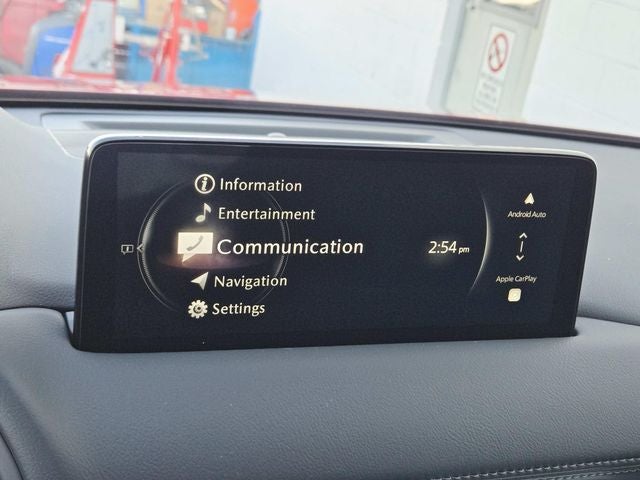 Information
Entertainment
Communication
2:54 pm
Navigation
Settings
Android Auto
Apple CarPlay